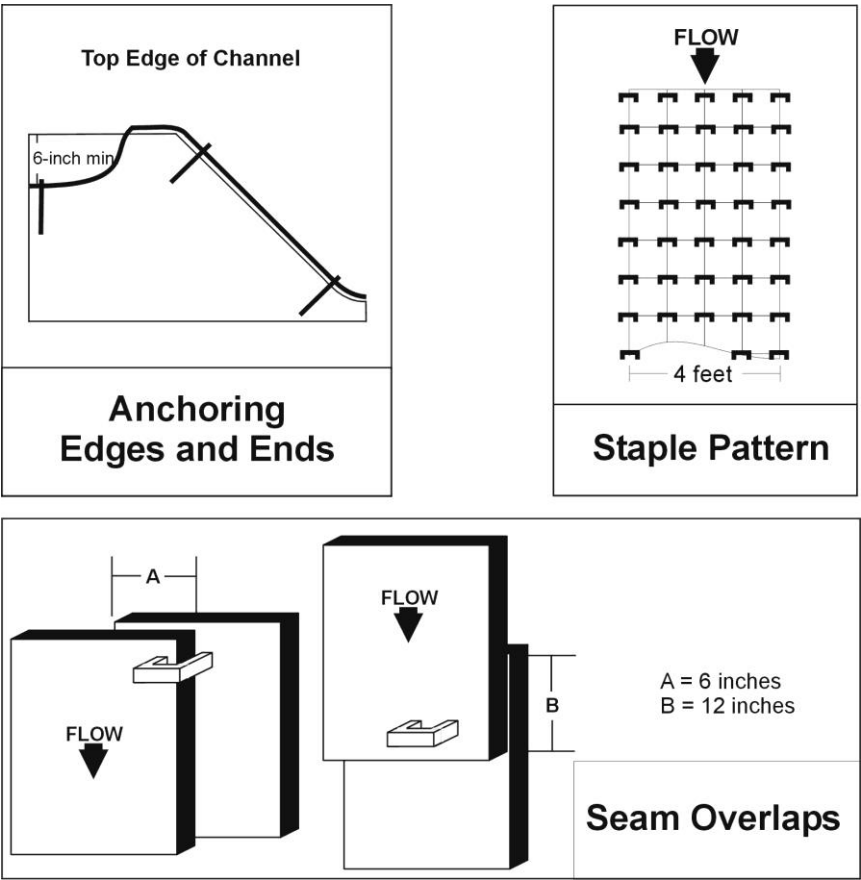 Top Edge of Channel
6-inch min
Anchoring
Edges and Ends
FLOW
4 feet
Staple Pattern
A
FLOW
FLOW
B
A = 6 inches
B = 12 inches
Seam Overlaps